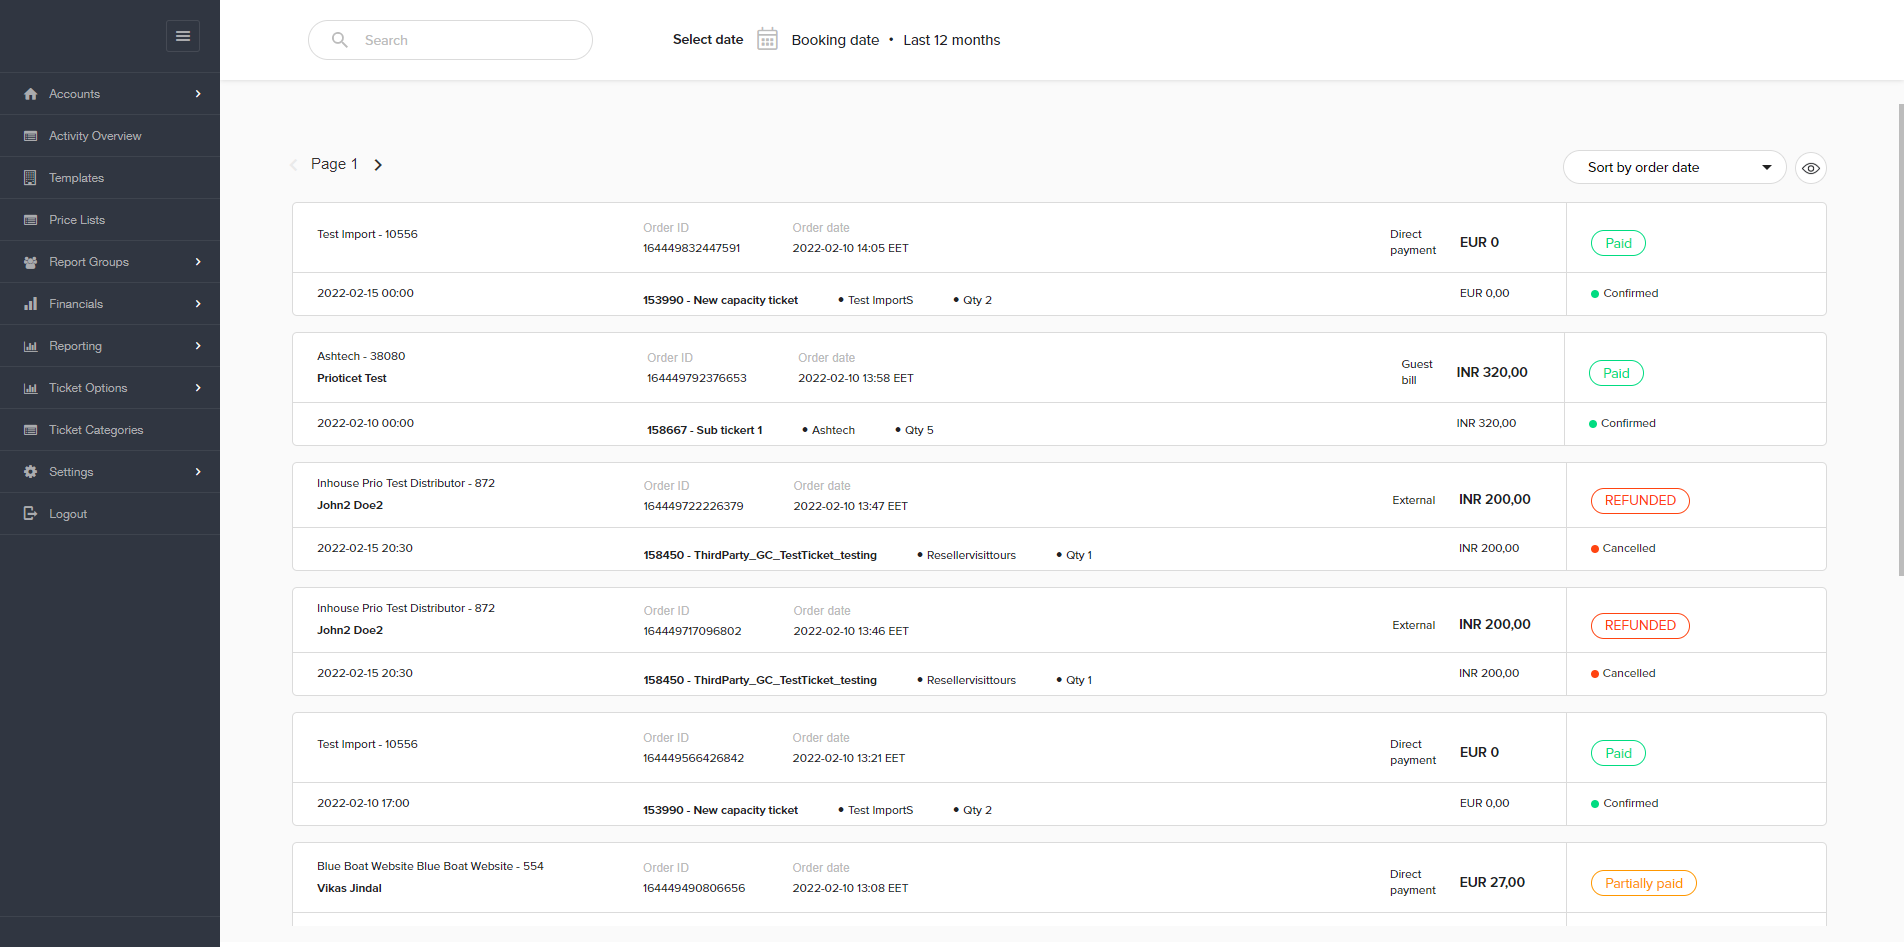 Search
Select date Booking date • Last 12 months
Accounts
Activity Overview
Templates
Price Lists
Report Groups
Financials
Reporting
Ticket Options
Ticket Categories
Settings
Logout
Page 1
Sort by order date
Test Import - 10556
Order ID
164449832447591
Order date
2022-02-10 14:05 EET
Direct
payment
EUR 0
Paid
2022-02-15 00:00
153990 - New capacity ticket • Test ImportS • Qty 2
EUR 0,00
Confirmed
Ashtech - 38080
Prioticet Test
Order ID
164449792376653
Order date
2022-02-10 13:58 EET
Guest
bill
INR 320,00
Paid
2022-02-10 00:00
158667 - Sub tickert 1 • Ashtech • Qty 5
INR 320,00
Confirmed
Inhouse Prio Test Distributor - 872
John2 Doe2
Order ID
164449722226379
Order date
2022-02-10 13:47 EET
External
INR 200,00
REFUNDED
2022-02-15 20:30
158450 - ThirdParty_GC_TestTicket_testing • Resellervisittours • Qty 1
INR 200,00
Cancelled
Inhouse Prio Test Distributor - 872
John2 Doe2
Order ID
164449717096802
Order date
2022-02-10 13:46 EET
External
INR 200,00
REFUNDED
2022-02-15 20:30
158450 - ThirdParty_GC_TestTicket_testing • Resellervisittours • Qty 1
INR 200,00
Cancelled
Test Import - 10556
Order ID
164449566426842
Order date
2022-02-10 13:21 EET
Direct
payment
EUR 0
Paid
2022-02-10 17:00
153990 - New capacity ticket • Test ImportS • Qty 2
EUR 0,00
Confirmed
Blue Boat Website Blue Boat Website - 554
Vikas Jindal
Order ID
164449490806656
Order date
2022-02-10 13:08 EET
Direct
payment
EUR 27,00
Partially paid